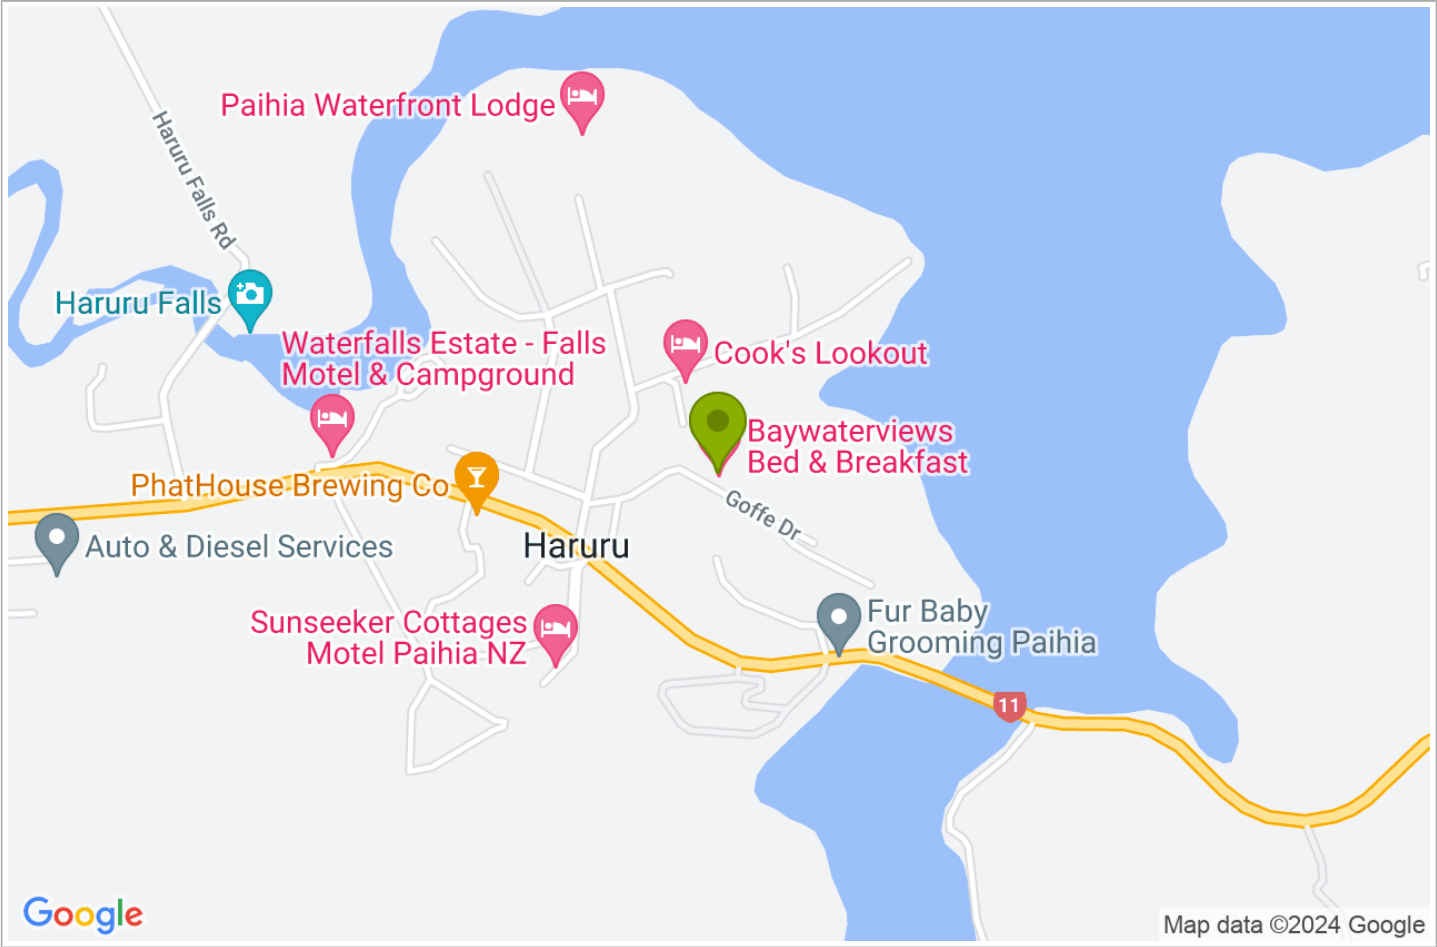 Paihia Waterfront Lodge
Haruru Falls Rd
Haruru Falls
Waterfalls Estate - Falls
Motel & Campground
Cook's Lookout
Baywaterviews
Bed & Breakfast
PhatHouse Brewing Co
Goffe Dr
Auto & Diesel Services
Haruru
Fur Baby
Grooming Paihia
Sunseeker Cottages
Motel Paihia NZ
11
Google
Map data ©2024 Google